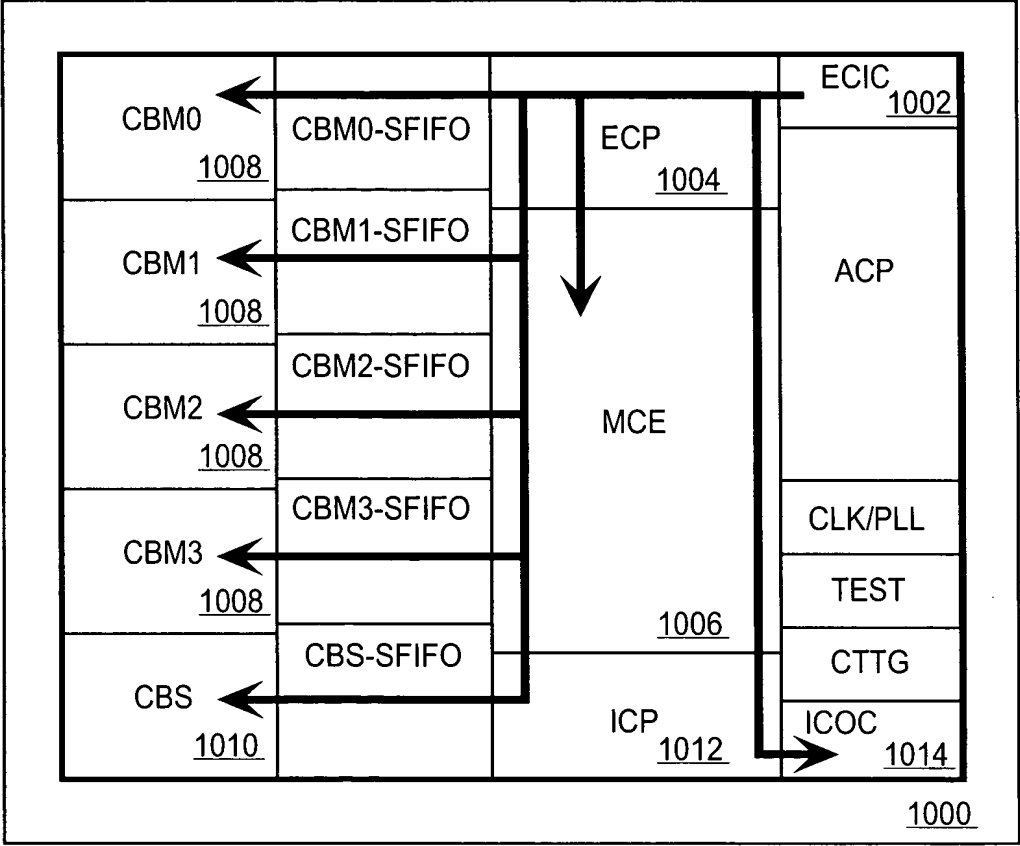 CBM0
1008
CBM1
1008
CBM2
1008
CBM3
1008
CBS
1010
CBM0-SFIFO
CBM1-SFIFO
CBM2-SFIFO
CBM3-SFIFO
CBS-SFIFO
ECP
1004
MCE
1006
ICP
1012
ECIC
1002
ACP
CLK/PLL
TEST
CTTG
ICOC
1014
1000